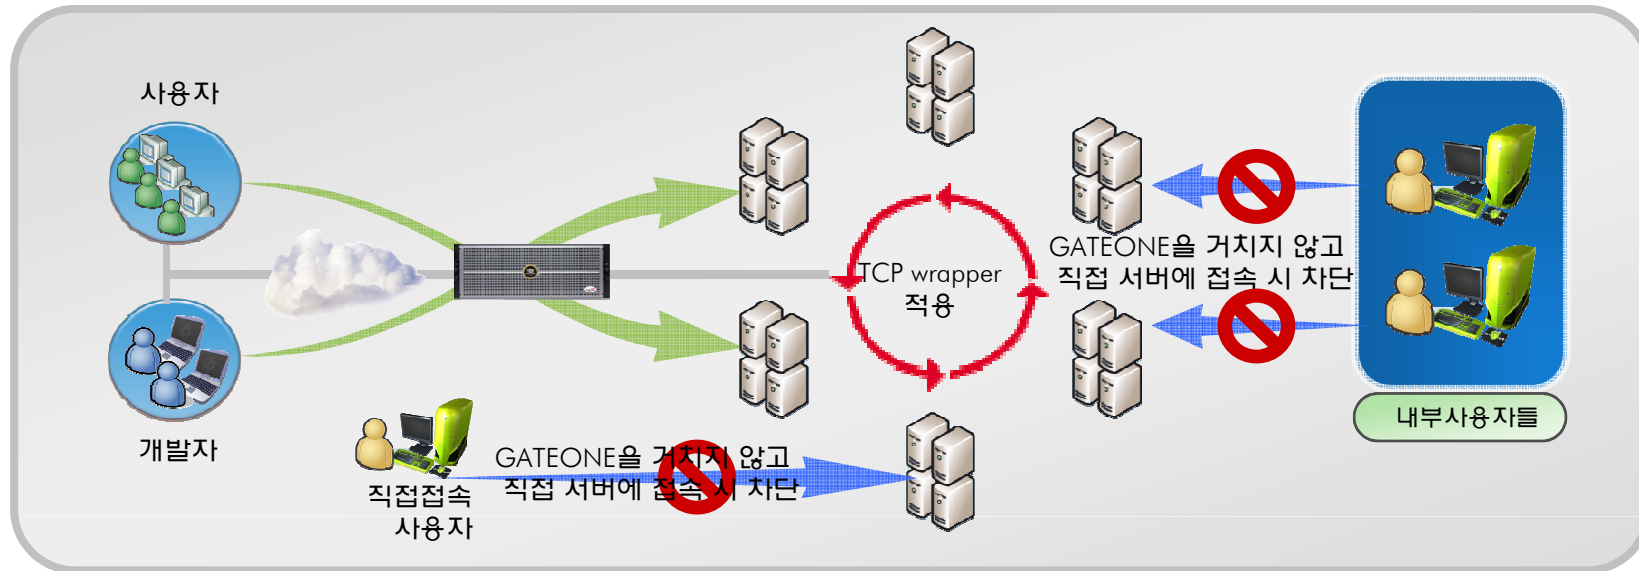 사용자
개발자
직접접속
사용자
GATEONE을 거치지 않고
직접 서버에 접속 시 차단
TCP wrapper
적용
GATEONE을 거치지 않고
직접 서버에 접속 시 차단
내부사용자들